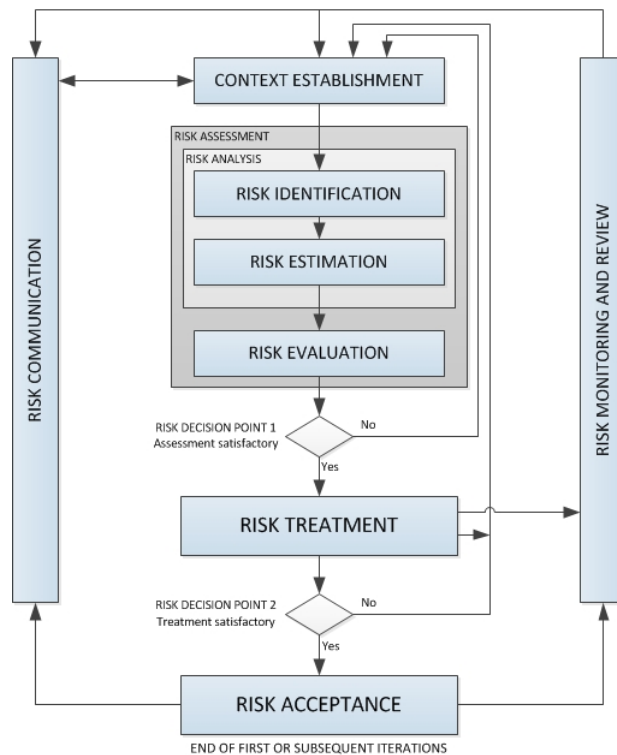 CONTEXT ESTABLISHMENT
RISK ASSESSMENT
RISK ANALYSIS
RISK IDENTIFICATION
RISK ESTIMATION
RISK EVALUATION
RISK COMMUNICATION
RISK MONITORING AND REVIEW
RISK DECISION POINT 1
Assessment satisfactory
No
Yes
RISK TREATMENT
RISK DECISION POINT 2
Treatment satisfactory
No
Yes
RISK ACCEPTANCE
END OF FIRST OR SUBSEQUENT ITERATIONS